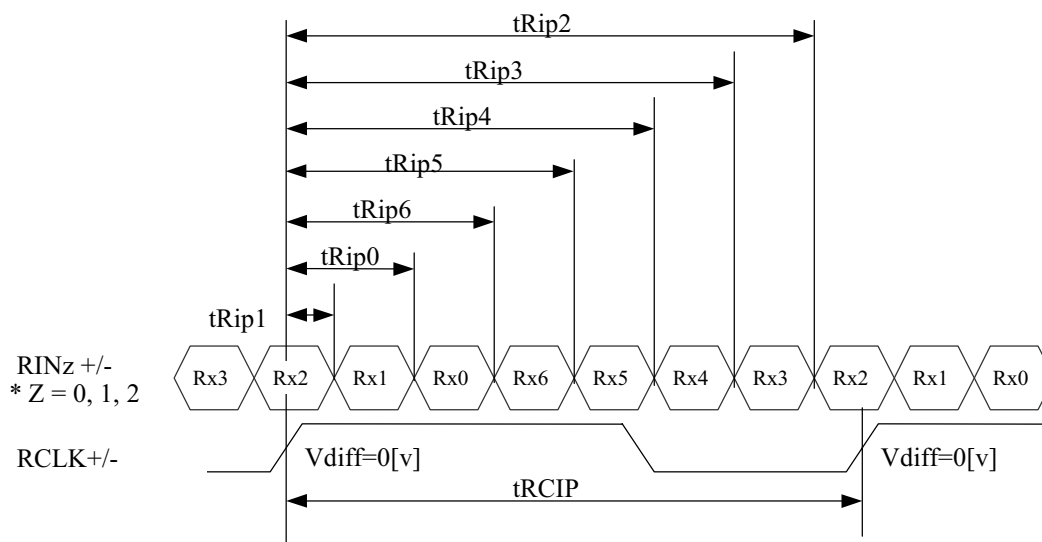 tRip2
tRip3
tRip4
tRip5
tRip6
tRip0
tRip1
RINz +/-
* Z = 0, 1, 2
Rx3 Rx2 Rx1 Rx0 Rx6 Rx5 Rx4 Rx3 Rx2 Rx1 Rx0
RCLK+/- Vdiff=0[v] Vdiff=0[v]
tRCIP